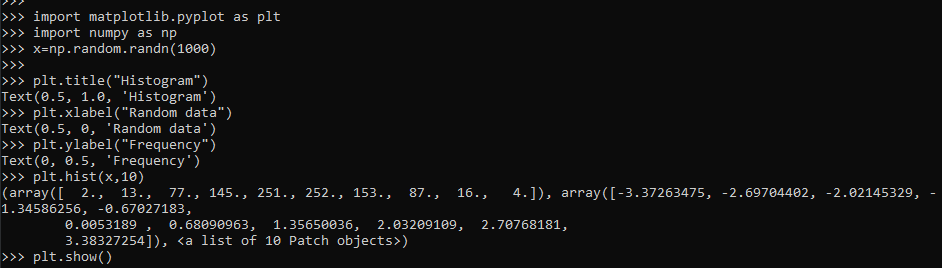 >>>
>>> import matplotlib.pyplot as plt
>>> import numpy as np
>>> x=np.random.randn(1000)
>>>
>>> plt.title("Histogram")
Text(0.5, 1.0, 'Histogram')
>>> plt.xlabel("Random data")
Text(0.5, 0, 'Random data')
>>> plt.ylabel("Frequency")
Text(0, 0.5, 'Frequency')
>>> plt.hist(x,10)
(array([  2.,  13.,  77., 145., 251., 252., 153.,  87.,  16.,   4.]), array([-3.37263475, -2.69704402, -2.02145329, -
1.34586256, -0.67027183,
        0.0053189 ,  0.68090963,  1.35650036,  2.03209109,  2.70768181,
        3.38327254]), <a list of 10 Patch objects>)
>>> plt.show()